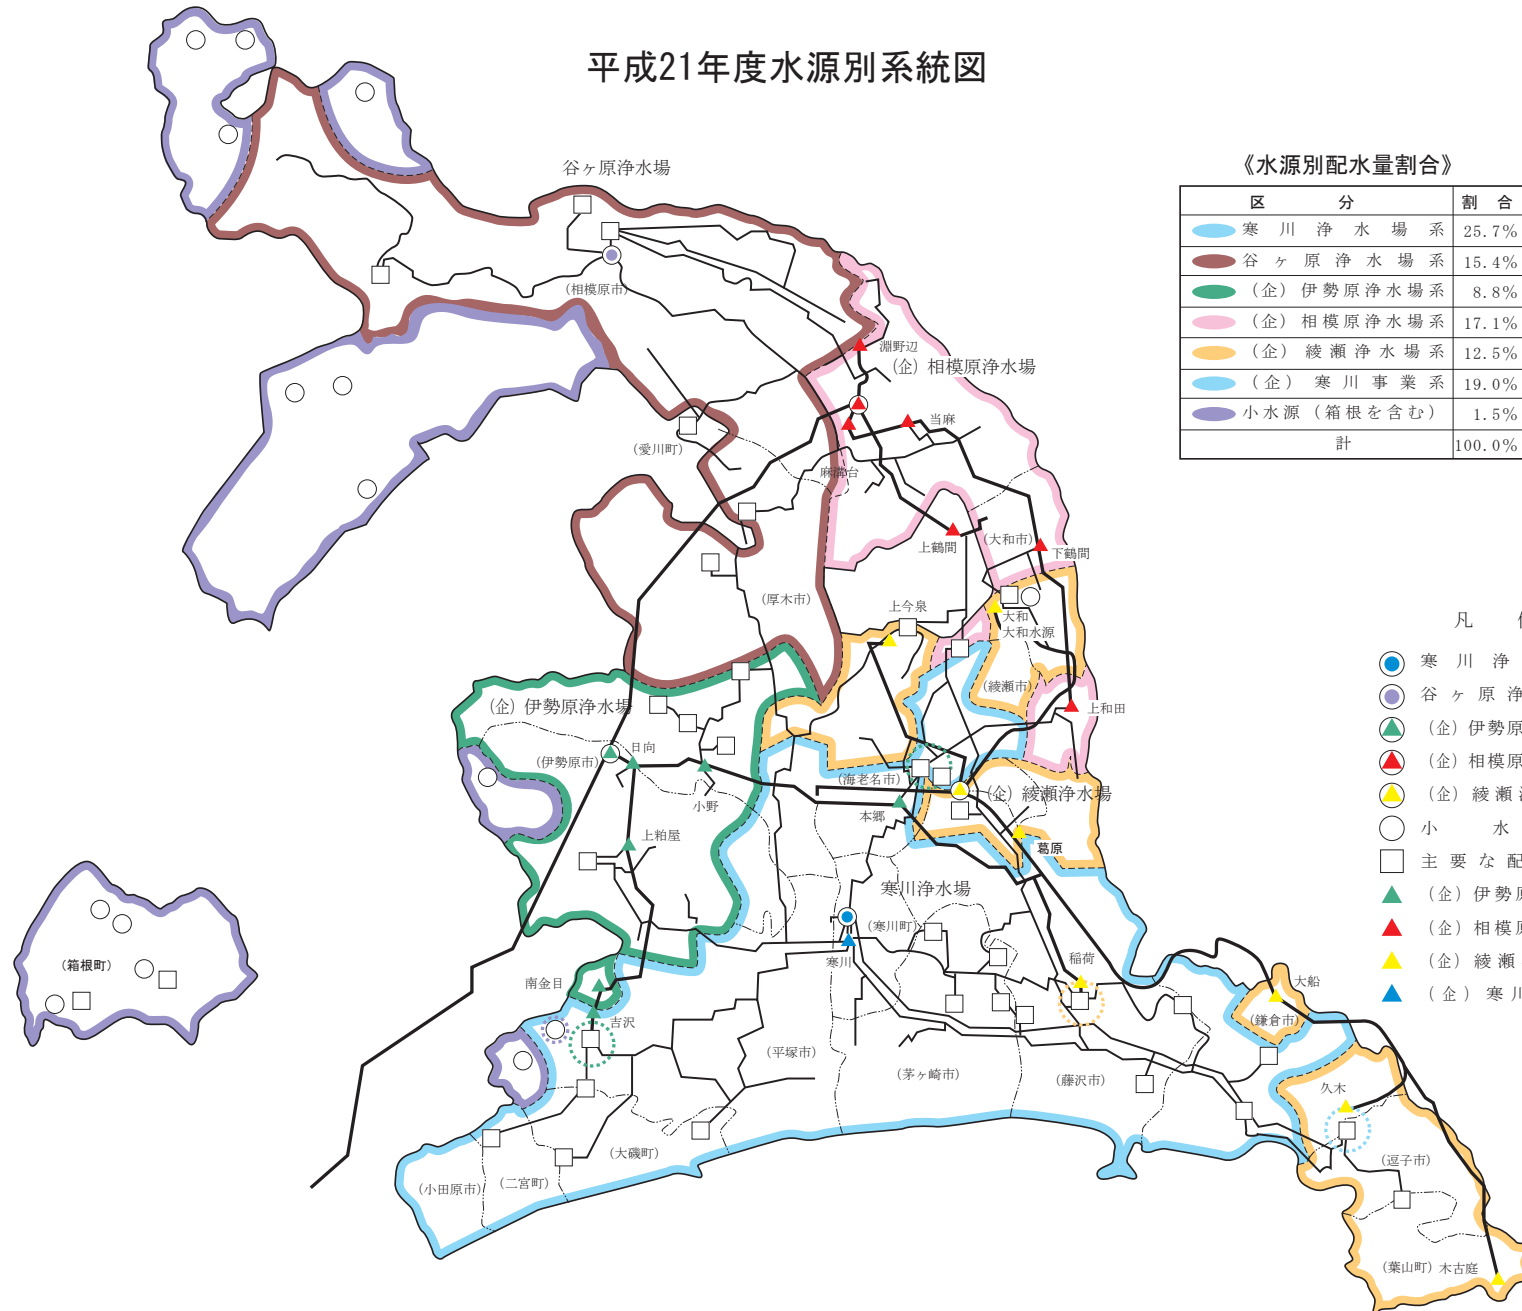 平成21年度水源別系統図
谷ヶ原浄水場
《水源別配水量割合》
区 分 割 合
寒川浄水場系 25.7%
谷ヶ原浄水場系 15.4%
(企)伊勢原浄水場系 8.8%
(企)相模原浄水場系 17.1%
(企)綾瀬浄水場系 12.5%
(企)寒川事業系 19.0%
小水源(箱根を含む) 1.5%
計 100.0%
(相模原市)
淵野辺
(企)相模原浄水場
当麻
(愛川町)
麻溝台
上鶴間
(大和市)
下鶴間
(厚木市)
上今泉
大和
大和水源
凡
寒川浄
谷ヶ原浄
(企)伊勢原
(企)相模原
(企)綾瀬
小 水
主要な配
(企)伊勢原
(企)相模原
(企)綾瀬
(企)寒川
(綾瀬市)
(企)伊勢原浄水場
上和田
日向
(伊勢原市)
(海老名市)
小野
本郷
(企)綾瀬浄水場
上粕屋
葛原
寒川浄水場
(寒川町)
(箱根町)
寒川
稲荷
南金目
吉沢
大船
(鎌倉市)
(平塚市)
(茅ヶ崎市)
(藤沢市)
久木
(大磯町)
(逗子市)
(小田原市)
(二宮町)
(葉山町)
木古庭